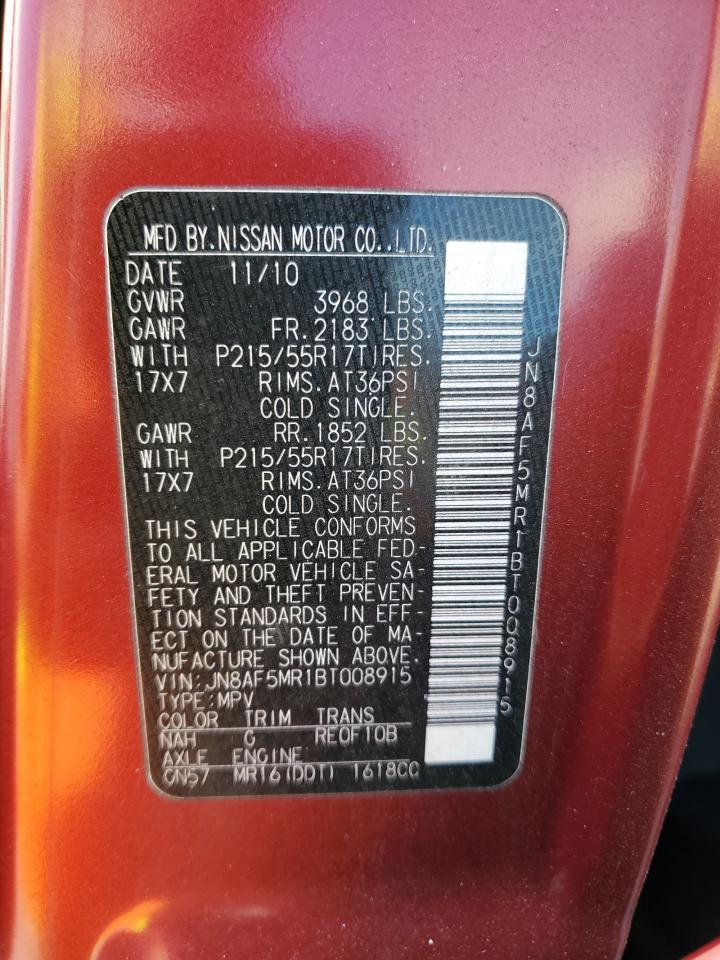 MFD BY.NISSAN MOTOR CO.,LTD.
DATE 11/10
GVWR 3968 LBS.
GAWR FR.2183 LBS.
WITH P215/55R17TIRES.
17X7 RIMS.AT36PSI
COLD SINGLE.
GAWR RR.1852 LBS.
WITH P215/55R17TIRES.
17X7 RIMS.AT36PSI
COLD SINGLE.
THIS VEHICLE CONFORMS
TO ALL APPLICABLE FED-
ERAL MOTOR VEHICLE SA-
FETY AND THEFT PREVEN-
TION STANDARDS IN EFF-
ECT ON THE DATE OF MA-
NUFACTURE SHOWN ABOVE.
VIN:JN8AF5MR1BT008915
TYPE:MPV
COLOR TRIM TRANS
NAH C RE0F10B
AXLE ENGINE
GN57 MR16(DDT) 1618CC
JN8AF5MR1BT008915